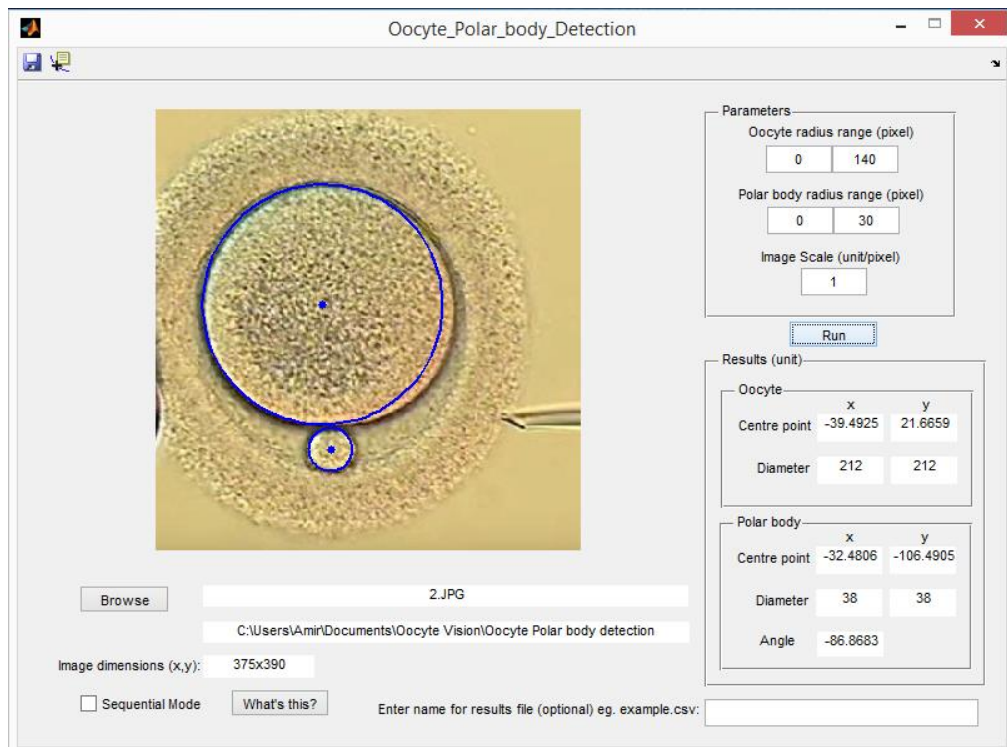 Oocyte_Polar_body_Detection
Parameters
Oocyte radius range (pixel)
0 140
Polar body radius range (pixel)
0 30
Image Scale (unit/pixel)
1
Run
Results (unit)
Oocyte
x y
Centre point -39.4925 21.6659
Diameter 212 212
Polar body
x y
Centre point -32.4806 -106.4905
Diameter 38 38
Angle -86.8683
Browse 2.JPG
C:\Users\Amir\Documents\Oocyte Vision\Oocyte Polar body detection
Image dimensions (x,y): 375x390
Sequential Mode What's this? Enter name for results file (optional) eg. example.csv: